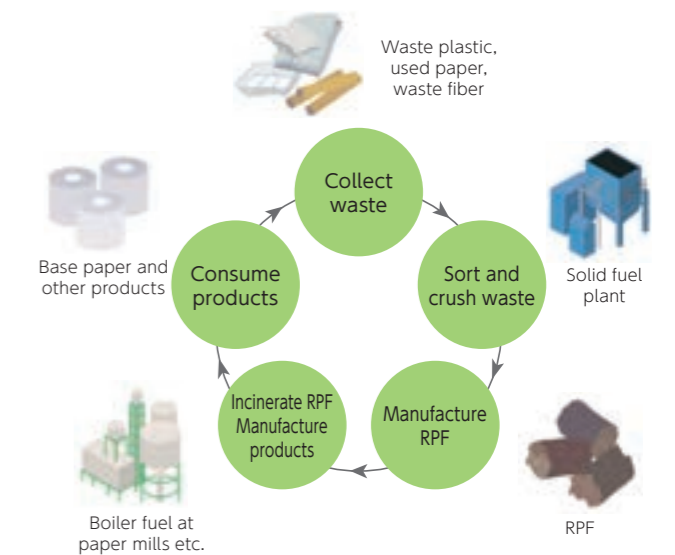 Waste plastic,
used paper,
waste fiber
Collect
waste
Sort and
crush waste
Solid fuel
plant
Manufacture
RPF
RPF
Incinerate RPF
Manufacture
products
Boiler fuel at
paper mills etc.
Consume
products
Base paper and
other products